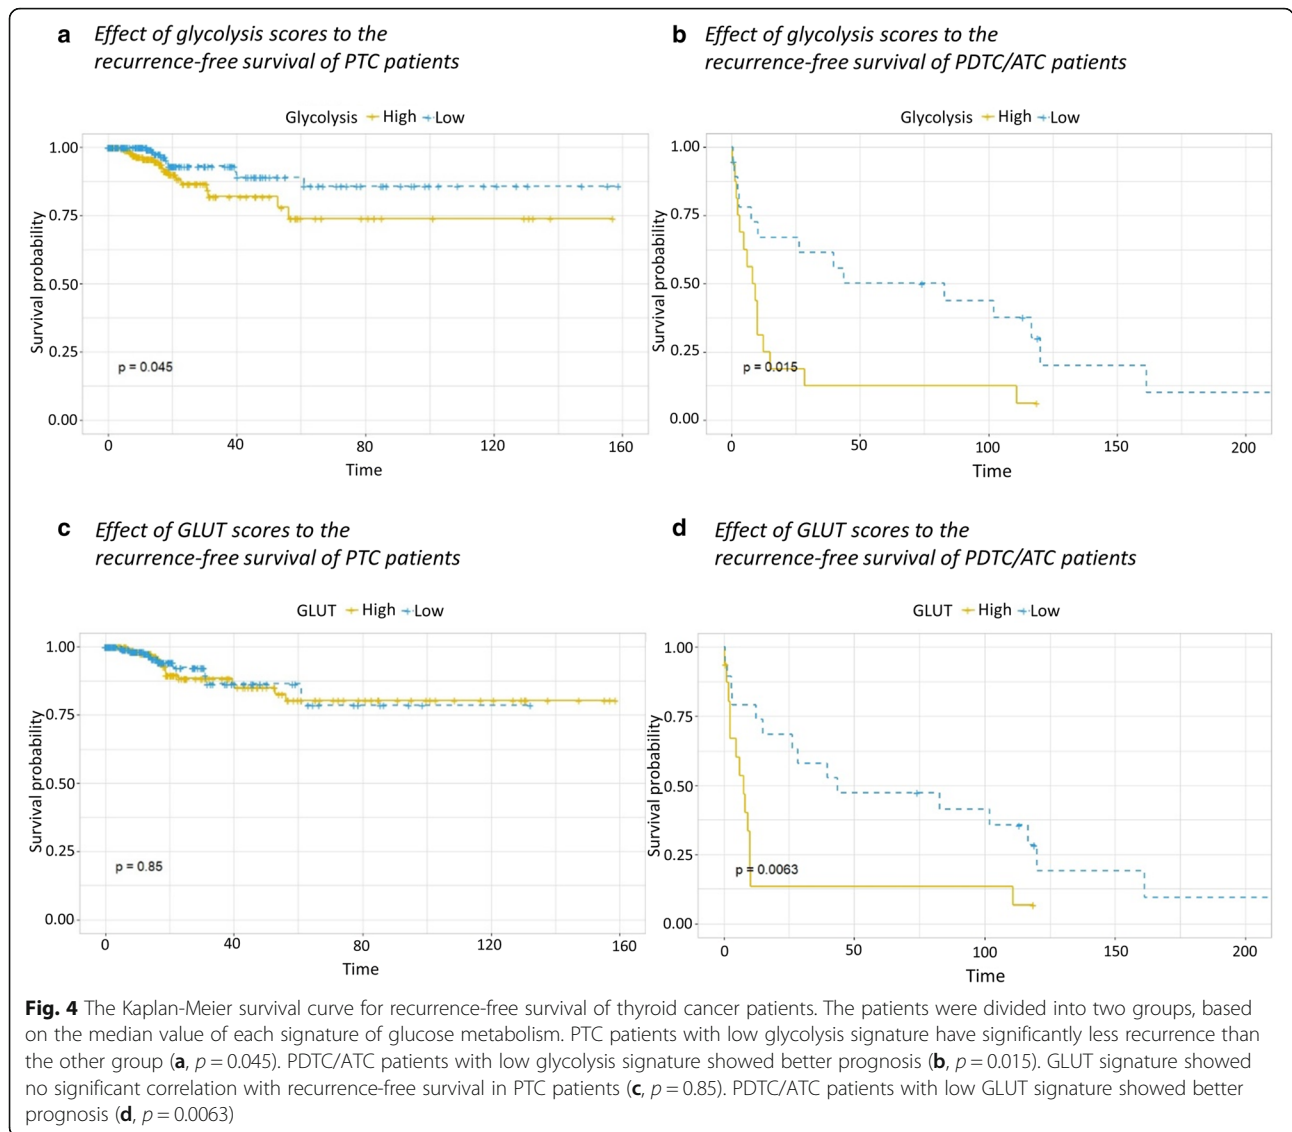 a Effect of glycolysis scores to the
recurrence-free survival of PTC patients
Glycolysis High Low
Survival probability
1.00
0.75
0.50
0.25
0.00
p = 0.045
0 40 80 120 160
Time
b Effect of glycolysis scores to the
recurrence-free survival of PDTC/ATC patients
Glycolysis High Low
Survival probability
1.00
0.75
0.50
0.25
0.00
p = 0.015
0 50 100 150 200
Time
c Effect of GLUT scores to the
recurrence-free survival of PTC patients
GLUT High Low
Survival probability
1.00
0.75
0.50
0.25
0.00
p = 0.85
0 40 80 120 160
Time
d Effect of GLUT scores to the
recurrence-free survival of PDTC/ATC patients
GLUT High Low
Survival probability
1.00
0.75
0.50
0.25
0.00
p = 0.0063
0 50 100 150 200
Time
Fig. 4 The Kaplan-Meier survival curve for recurrence-free survival of thyroid cancer patients. The patients were divided into two groups, based
on the median value of each signature of glucose metabolism. PTC patients with low glycolysis signature have significantly less recurrence than
the other group (a, p = 0.045). PDTC/ATC patients with low glycolysis signature showed better prognosis (b, p = 0.015). GLUT signature showed
no significant correlation with recurrence-free survival in PTC patients (c, p = 0.85). PDTC/ATC patients with low GLUT signature showed better
prognosis (d, p = 0.0063)